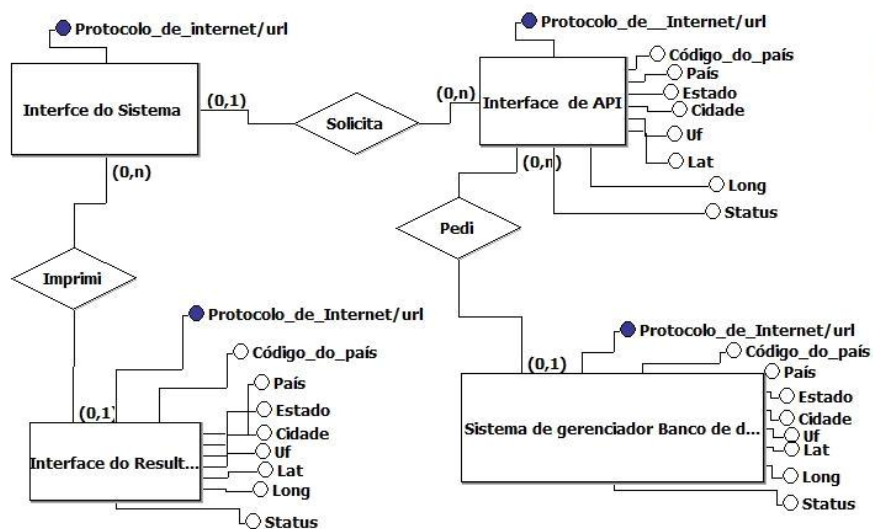 Protocolo_de_internet/url
Interfce do Sistema
(0,1)
Solicita
(0,n)
Protocolo_de__Internet/url
Interface de API
Código_do_país
País
Estado
Cidade
Uf
Lat
Long
Status
(0,n)
Imprimi
(0,1)
(0,n)
Pedi
(0,1)
Protocolo_de_Internet/url
Código_do_país
País
Estado
Cidade
Uf
Lat
Long
Status
Interface do Result...
Protocolo_de_Internet/url
Código_do_país
País
Estado
Cidade
Uf
Lat
Long
Status
Sistema de gerenciador Banco de d...